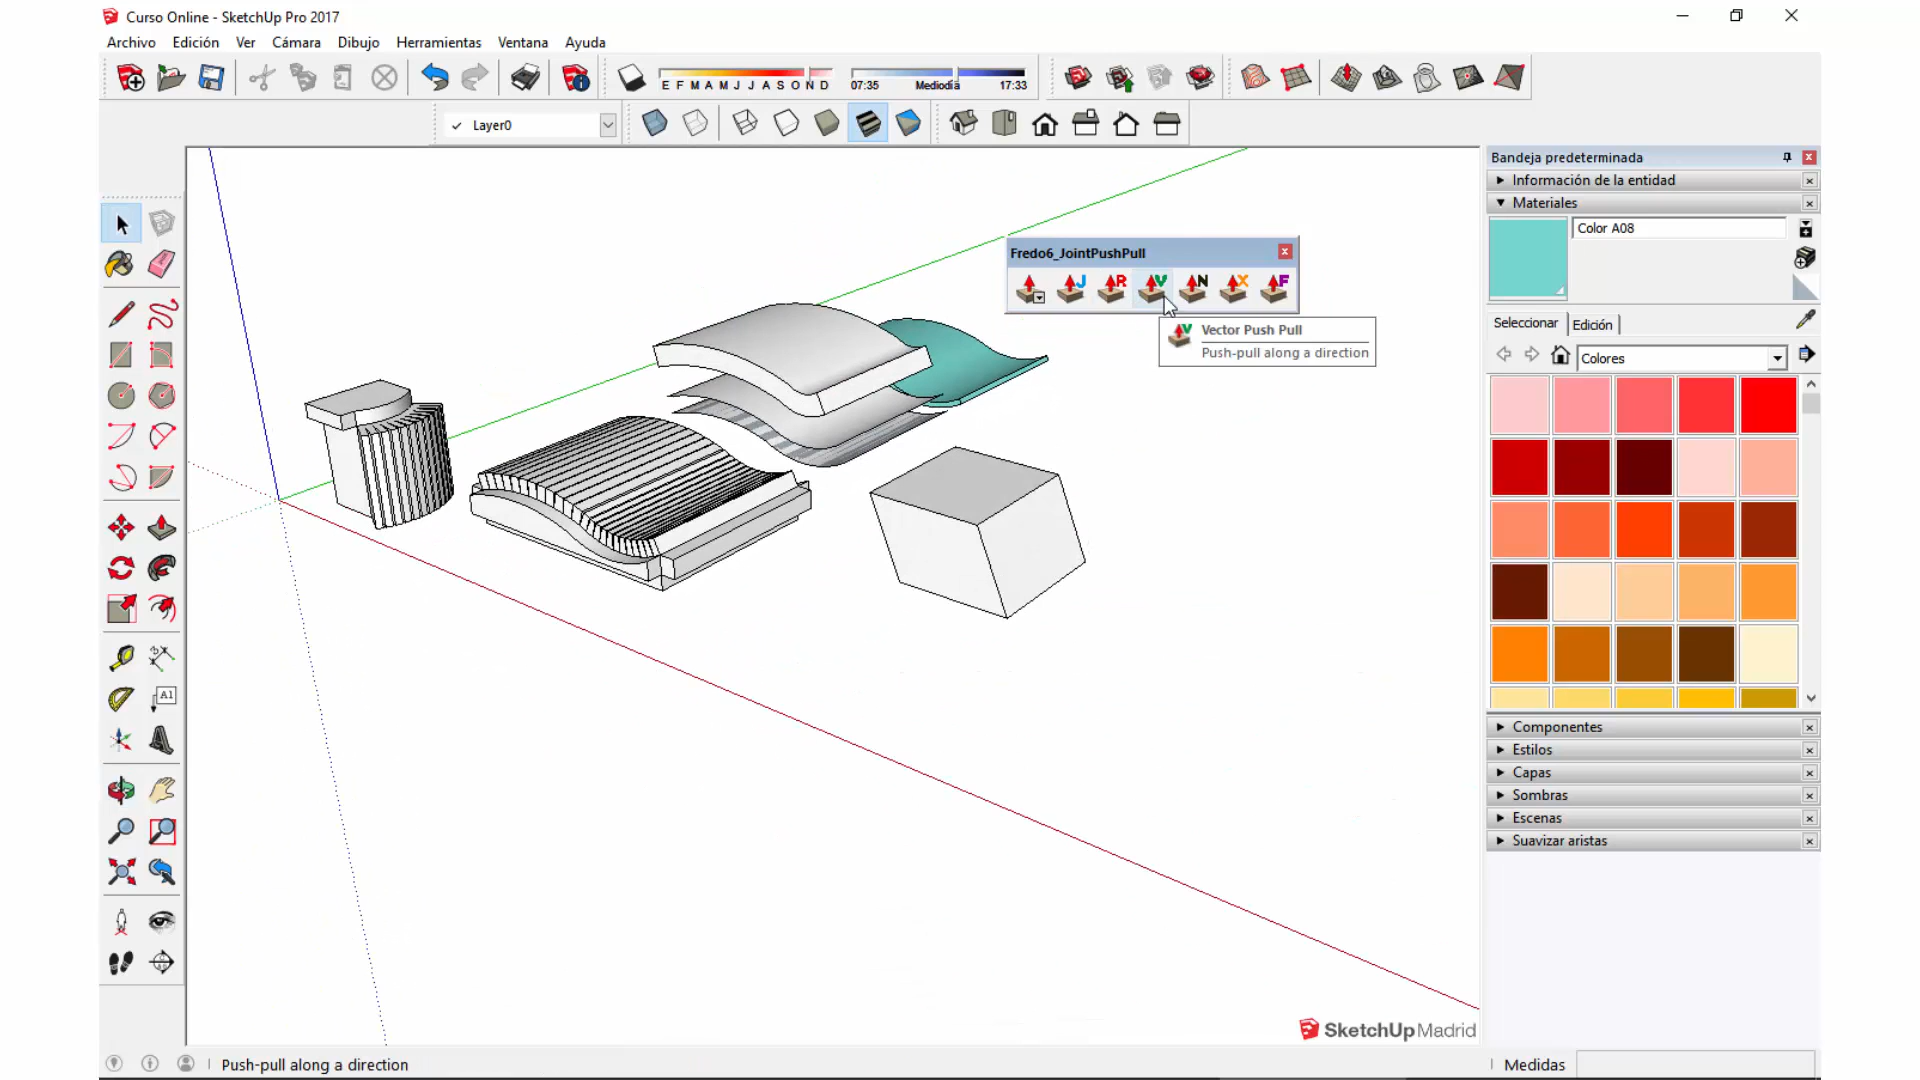 Curso Online - SketchUp Pro 2017
Archivo Edición Ver Cámara Dibujo Herramientas Ventana Ayuda
E F M A M J J A S O N D 07:35 Mediodía 17:33
Layer0
Bandeja predeterminada
Información de la entidad
Materiales
Color A08
Fredo6_JointPushPull
J R V N X F
Vector Push Pull
Push-pull along a direction
Seleccionar Edición
Colores
A1
Componentes
Estilos
Capas
Sombras
Escenas
Suavizar aristas
SketchUp Madrid
Push-pull along a direction
Medidas